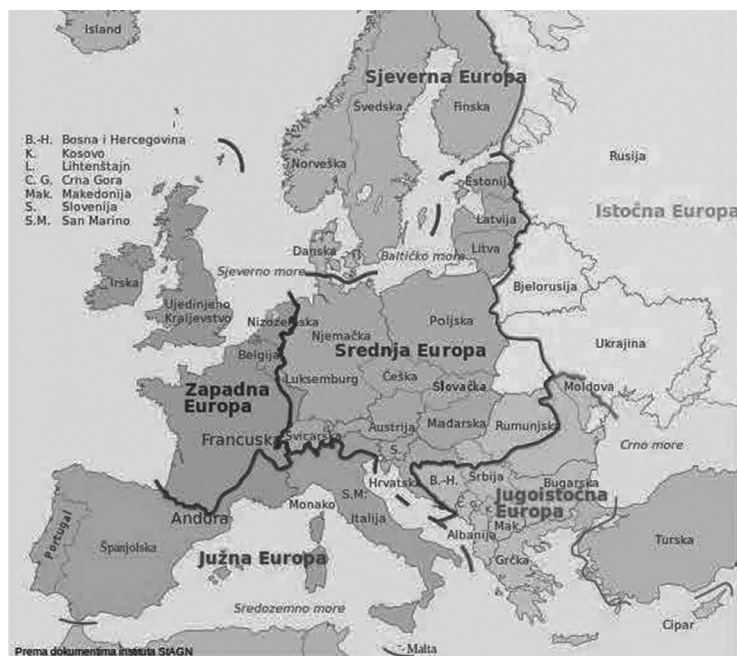 Island
Sjeverna Europa
Švedska
Finska
B.-H. Bosna i Hercegovina
K. Kosovo
L. Lihtenštajn
C. G. Crna Gora
Mak. Makedonija
S. Slovenija
S.M. San Marino
Norveška
Rusija
Estonija
Istočna Europa
Latvija
Danska
Baltičko more
Litva
Sjeverno more
Irska
Bjelorusija
Ujedinjeno
Kraljevstvo
Nizozemska
Poljska
Njemačka
Ukrajina
Belgija
Srednja Europa
Luksemburg
Češka
Slovačka
Moldova
Zapadna
Europa
Austrija
Mađarska
Rumunjska
Francuska
Švicarska
Crno more
S.
Hrvatska
B.-H.
Srbija
Bugarska
S.M.
Monako
Jugoistočna
Europa
C. G.
K.
Andora
Italija
Mak.
Portugal
Španjolska
Albanija
Turska
Južna Europa
Grčka
Sredozemno more
Cipar
Malta
Prema dokumentima instituta StAGN